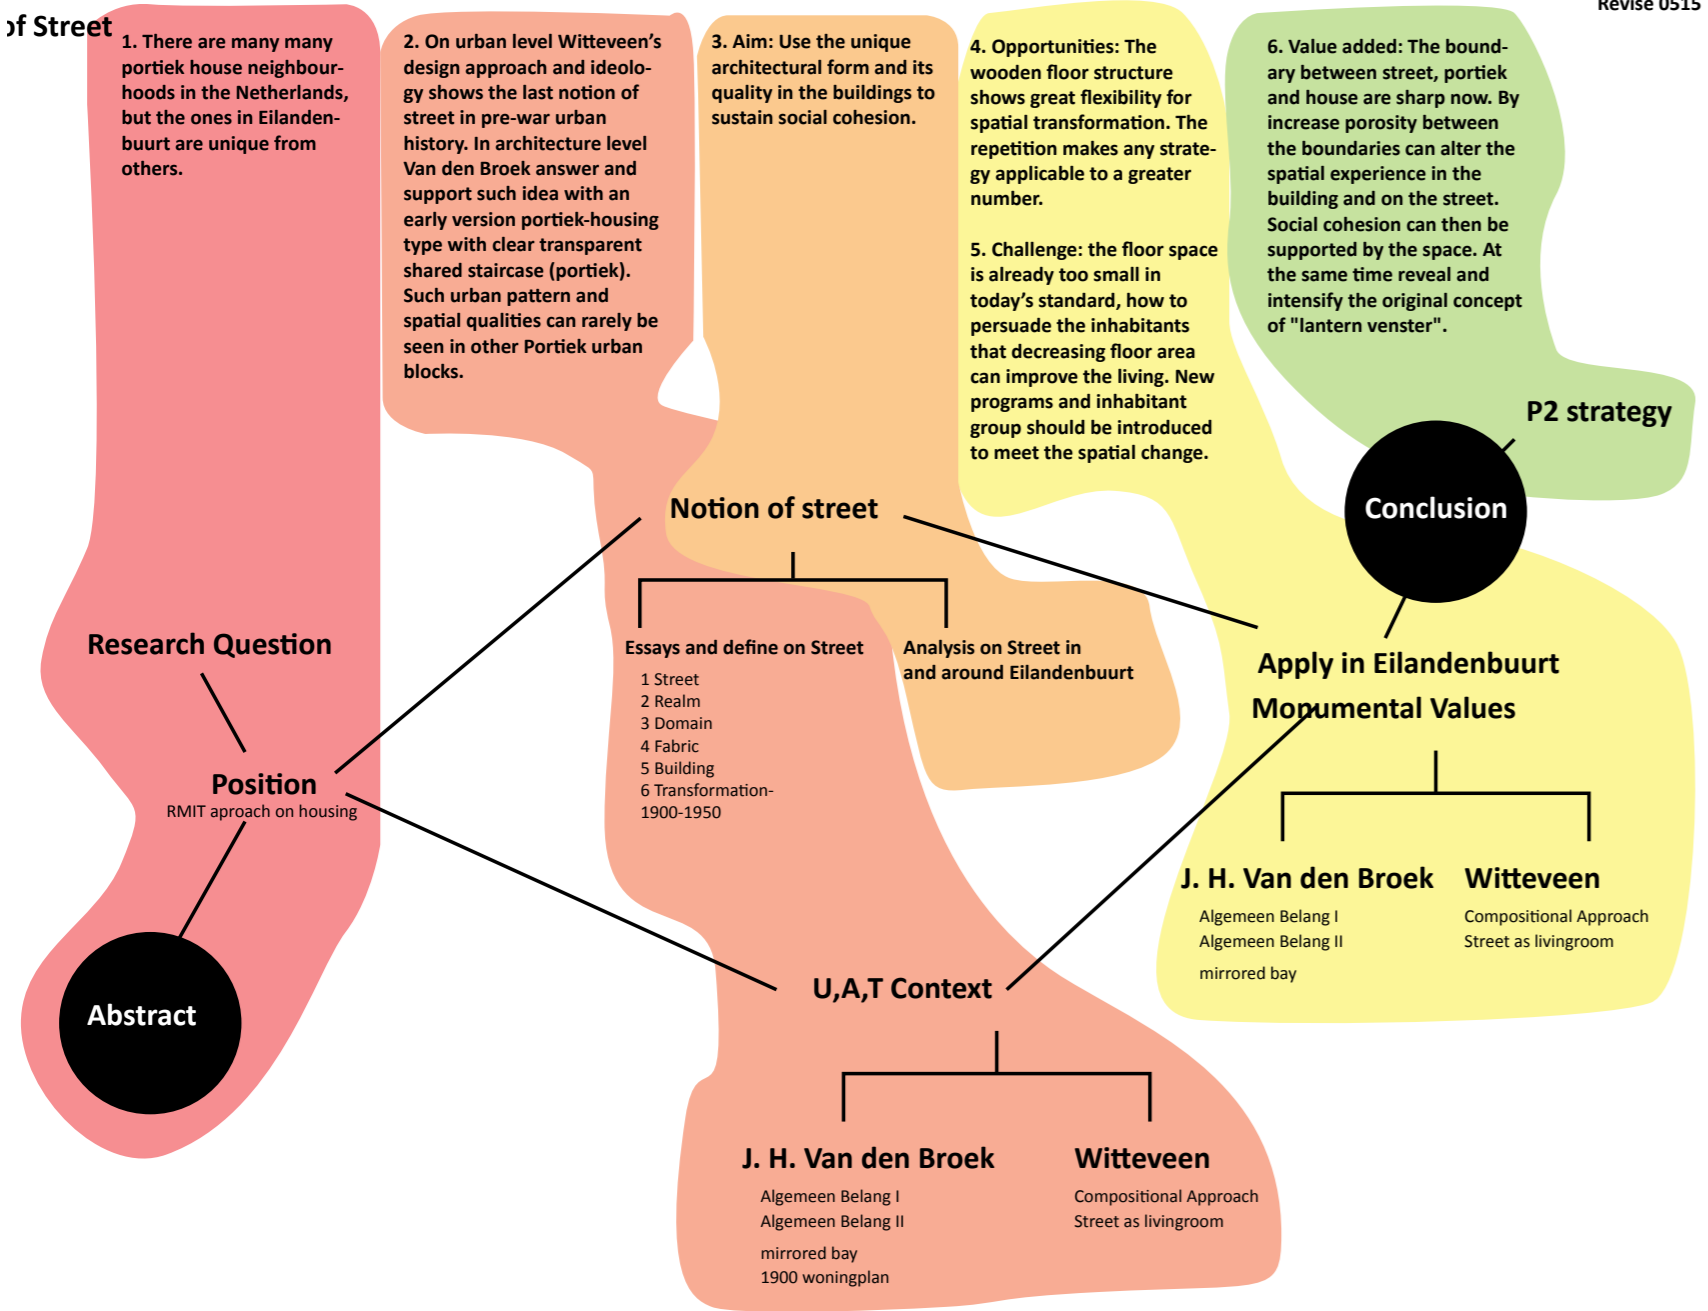 of Street
Revise 0515
1. There are many many
portiek house neighbour-
hoods in the Netherlands,
but the ones in Eilanden-
buurt are unique from
others.
2. On urban level Witteveen’s
design approach and ideolo-
gy shows the last notion of
street in pre-war urban
history. In architecture level
Van den Broek answer and
support such idea with an
early version portiek-housing
type with clear transparent
shared staircase (portiek).
Such urban pattern and
spatial qualities can rarely be
seen in other Portiek urban
blocks.
3. Aim: Use the unique
architectural form and its
quality in the buildings to
sustain social cohesion.
4. Opportunities: The
wooden floor structure
shows great flexibility for
spatial transformation. The
repetition makes any strate-
gy applicable to a greater
number.
5. Challenge: the floor space
is already too small in
today’s standard, how to
persuade the inhabitants
that decreasing floor area
can improve the living. New
programs and inhabitant
group should be introduced
to meet the spatial change.
6. Value added: The bound-
ary between street, portiek
and house are sharp now. By
increase porosity between
the boundaries can alter the
spatial experience in the
building and on the street.
Social cohesion can then be
supported by the space. At
the same time reveal and
intensify the original concept
of "lantern venster".
P2 strategy
Conclusion
Notion of street
Research Question
Essays and define on Street
1 Street
2 Realm
3 Domain
4 Fabric
5 Building
6 Transformation-
1900-1950
Analysis on Street in
and around Eilandenbuurt
Apply in Eilandenbuurt
Monumental Values
Position
RMIT aproach on housing
J. H. Van den Broek
Algemeen Belang I
Algemeen Belang II
mirrored bay
Witteveen
Compositional Approach
Street as livingroom
Abstract
U,A,T Context
J. H. Van den Broek
Algemeen Belang I
Algemeen Belang II
mirrored bay
1900 woningplan
Witteveen
Compositional Approach
Street as livingroom